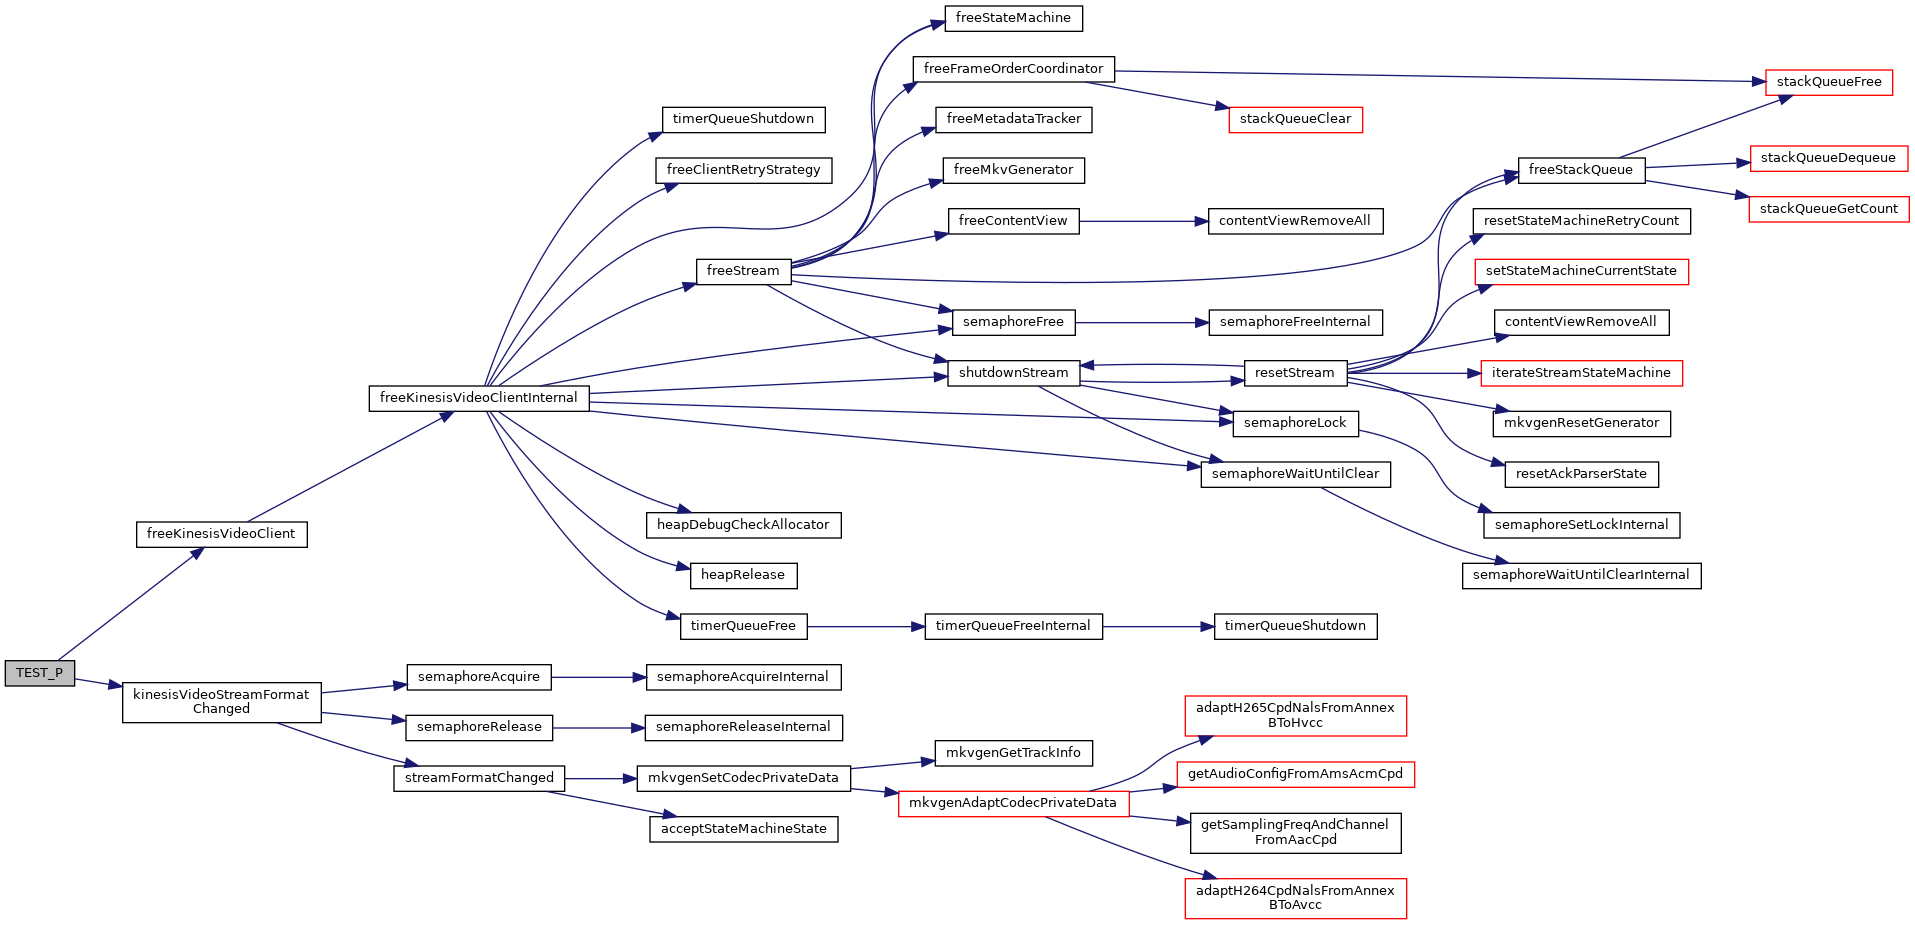 freeStateMachine
freeFrameOrderCoordinator
stackQueueFree
timerQueueShutdown
freeMetadataTracker
stackQueueClear
stackQueueDequeue
freeClientRetryStrategy
freeMkvGenerator
freeStackQueue
stackQueueGetCount
freeContentView
contentViewRemoveAll
resetStateMachineRetryCount
freeStream
setStateMachineCurrentState
semaphoreFree
semaphoreFreeInternal
contentViewRemoveAll
shutdownStream
resetStream
iterateStreamStateMachine
freeKinesisVideoClientInternal
semaphoreLock
mkvgenResetGenerator
semaphoreWaitUntilClear
resetAckParserState
heapDebugCheckAllocator
semaphoreSetLockInternal
freeKinesisVideoClient
heapRelease
semaphoreWaitUntilClearInternal
timerQueueFree
timerQueueFreeInternal
timerQueueShutdown
TEST_P
semaphoreAcquire
semaphoreAcquireInternal
kinesisVideoStreamFormat
Changed
semaphoreRelease
semaphoreReleaseInternal
adaptH265CpdNalsFromAnnex
BToHvcc
streamFormatChanged
mkvgenSetCodecPrivateData
mkvgenGetTrackInfo
getAudioConfigFromAmsAcmCpd
mkvgenAdaptCodecPrivateData
acceptStateMachineState
getSamplingFreqAndChannel
FromAacCpd
adaptH264CpdNalsFromAnnex
BToAvcc